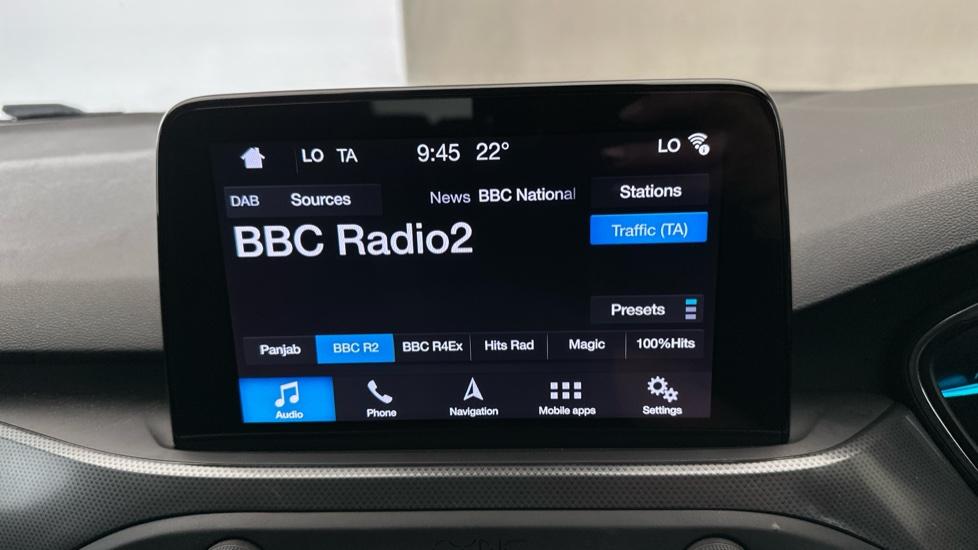 LO TA 9:45 22° LO
DAB Sources News BBC National Stations
BBC Radio2 Traffic (TA)
Presets
Panjab BBC R2 BBC R4Ex Hits Rad Magic 100%Hits
Audio Phone Navigation Mobile apps Settings